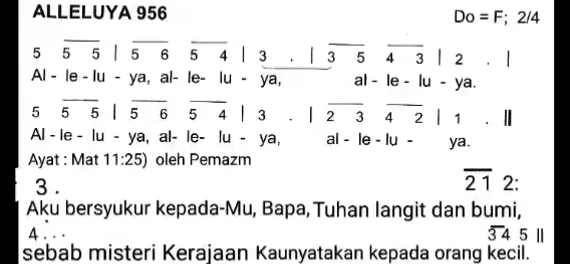 ALLELUYA 956
Do = F; 2/4
5 5 5 | 5 6 5 4 | 3 . | 3 5 4 3 | 2 . |
Al - le - lu - ya, al- le- lu - ya, al - le - lu - ya.
5 5 5 | 5 6 5 4 | 3 . | 2 3 4 2 | 1 . ||
Al - le - lu - ya, al- le- lu - ya, al - le - lu - ya.
Ayat : Mat 11:25) oleh Pemazm
3 . 2 1 2:
Aku bersyukur kepada-Mu, Bapa, Tuhan langit dan bumi,
4 . . . 3 4 5 ||
sebab misteri Kerajaan Kaunyatakan kepada orang kecil.